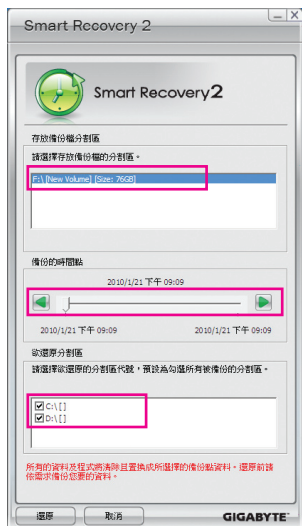 Smart Recovery 2
Smart Recovery2
存放備份檔分割區
請選擇存放備份檔的分割區。
F:\ [New Volume] [Size: 76GB]
備份的時間點
2010/1/21 下午 09:09
2010/1/21 下午 09:09
2010/1/21 下午 09:09
欲還原分割區
請選擇欲還原的分割區代號，預設為勾選所有被備份的分割區。
C:\ [ ]
D:\ [ ]
所有的資料及程式將清除且置換成所選擇的備份點資料。還原前請
依需求備份您要的資料。
還原
取消
GIGABYTE™